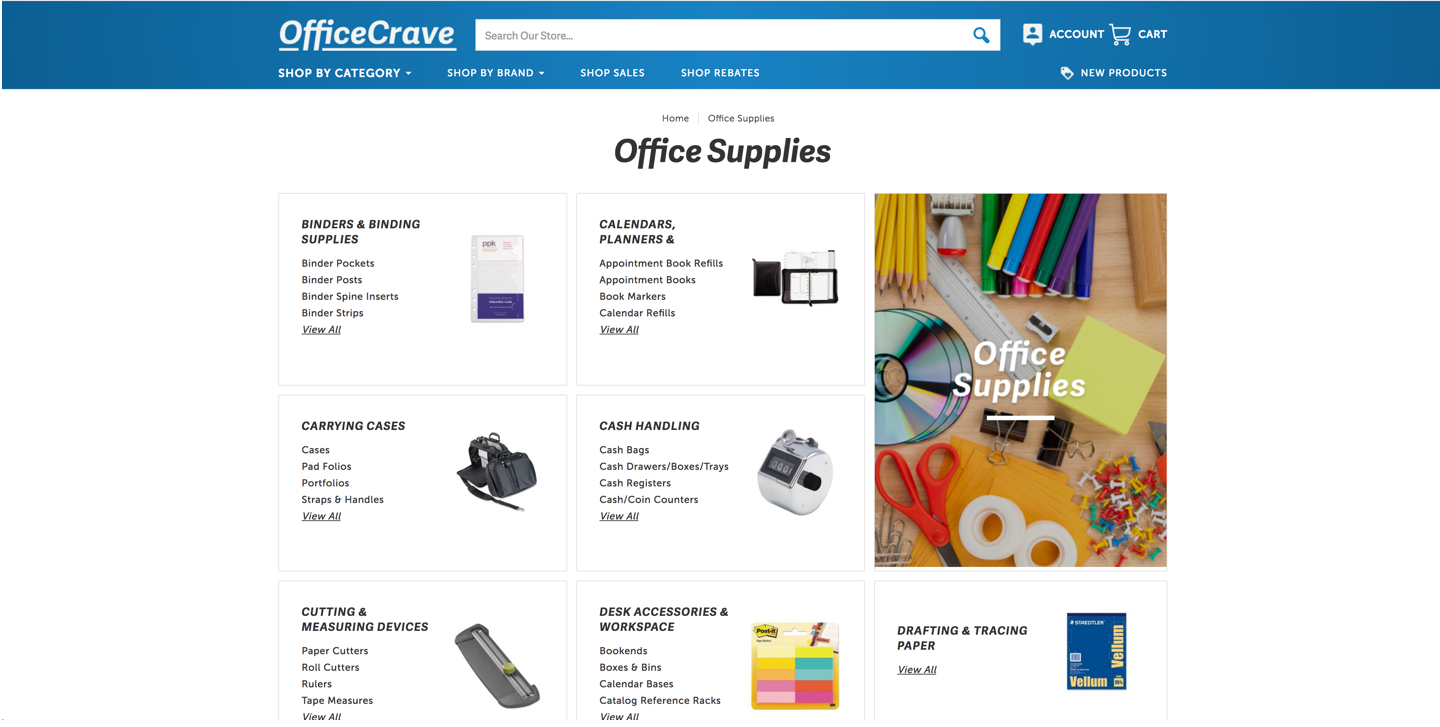 OfficeCrave
Search Our Store...
ACCOUNT
CART
SHOP BY CATEGORY
SHOP BY BRAND
SHOP SALES
SHOP REBATES
NEW PRODUCTS
Home
Office Supplies
Office Supplies
BINDERS & BINDING
SUPPLIES
Binder Pockets
Binder Posts
Binder Spine Inserts
Binder Strips
View All
ppk
CALENDARS,
PLANNERS &
Appointment Book Refills
Appointment Books
Book Markers
Calendar Refills
View All
Office
Supplies
CARRYING CASES
Cases
Pad Folios
Portfolios
Straps & Handles
View All
CASH HANDLING
Cash Bags
Cash Drawers/Boxes/Trays
Cash Registers
Cash/Coin Counters
View All
CUTTING &
MEASURING DEVICES
Paper Cutters
Roll Cutters
Rulers
Tape Measures
View All
DESK ACCESSORIES &
WORKSPACE
Bookends
Boxes & Bins
Calendar Bases
Catalog Reference Racks
View All
Post-it
DRAFTING & TRACING
PAPER
View All
STAEDTLER
Vellum
Vellum